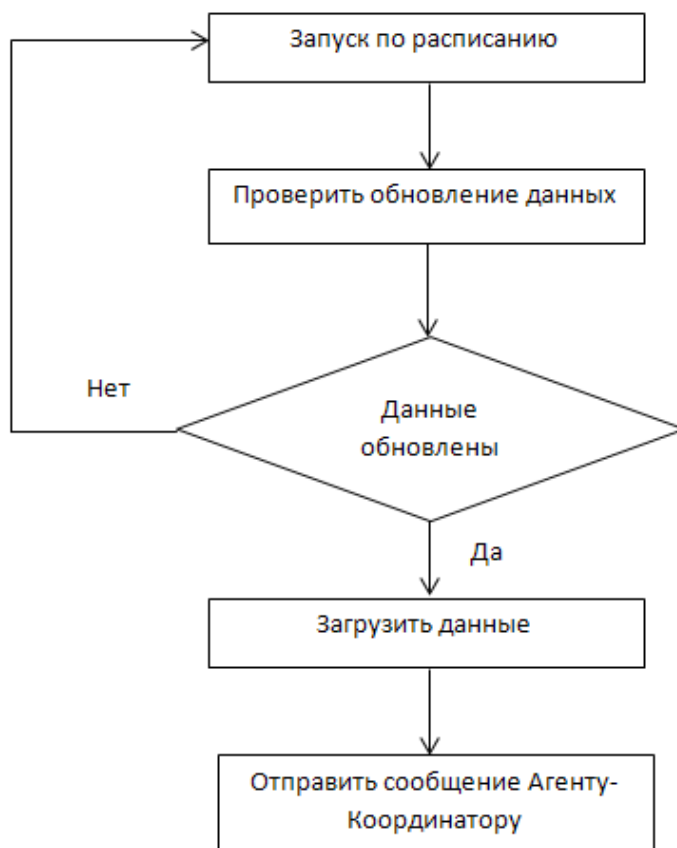 Запуск по расписанию
Проверить обновление данных
Нет
Данные
обновлены
Да
Загрузить данные
Отправить сообщение Агенту-
Координатору